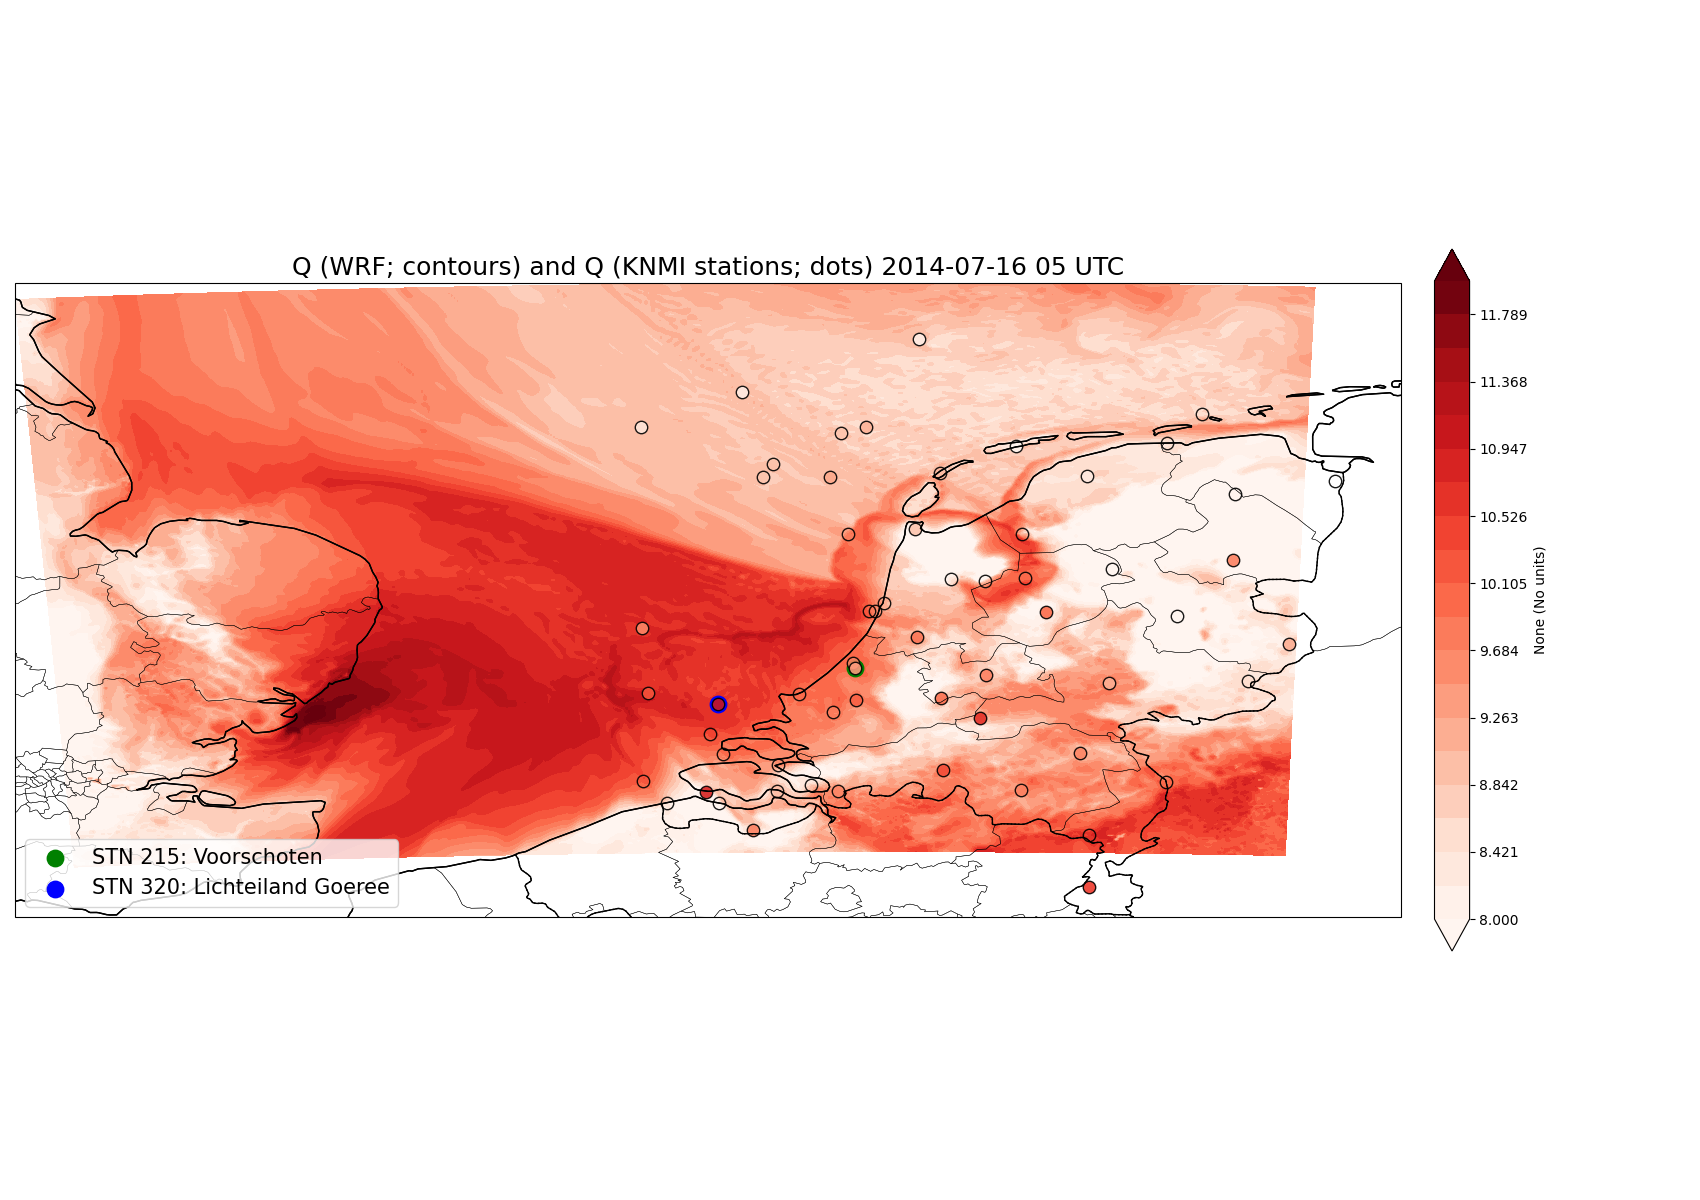 Q (WRF; contours) and Q (KNMI stations; dots) 2014-07-16 05 UTC
11.789
11.368
10.947
10.526
10.105
9.684
9.263
8.842
8.421
8.000
None (No units)
STN 215: Voorschoten
STN 320: Lichteiland Goeree